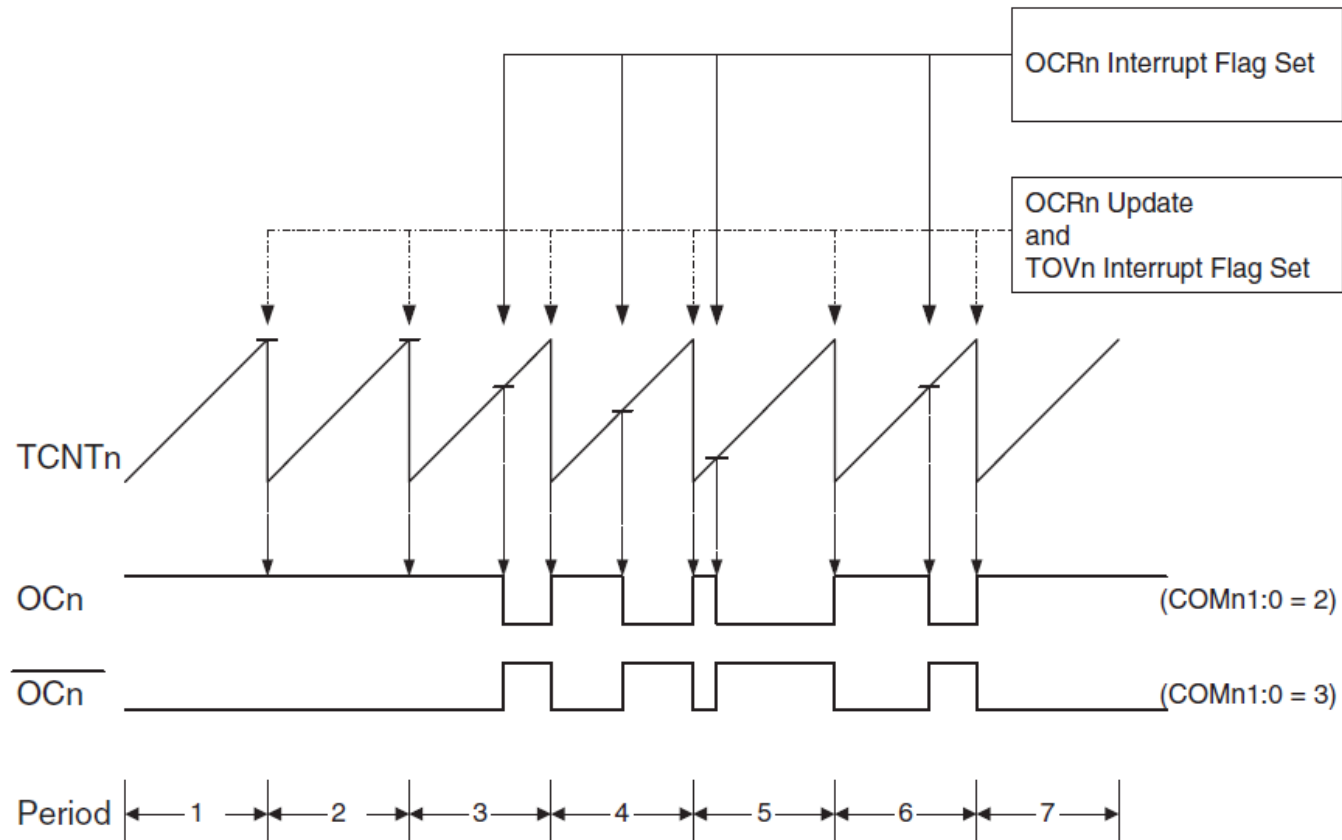 OCRn Interrupt Flag Set
OCRn Update
and
TOVn Interrupt Flag Set
TCNTn
OCn
(COMn1:0 = 2)
OCn
(COMn1:0 = 3)
Period 1 2 3 4 5 6 7